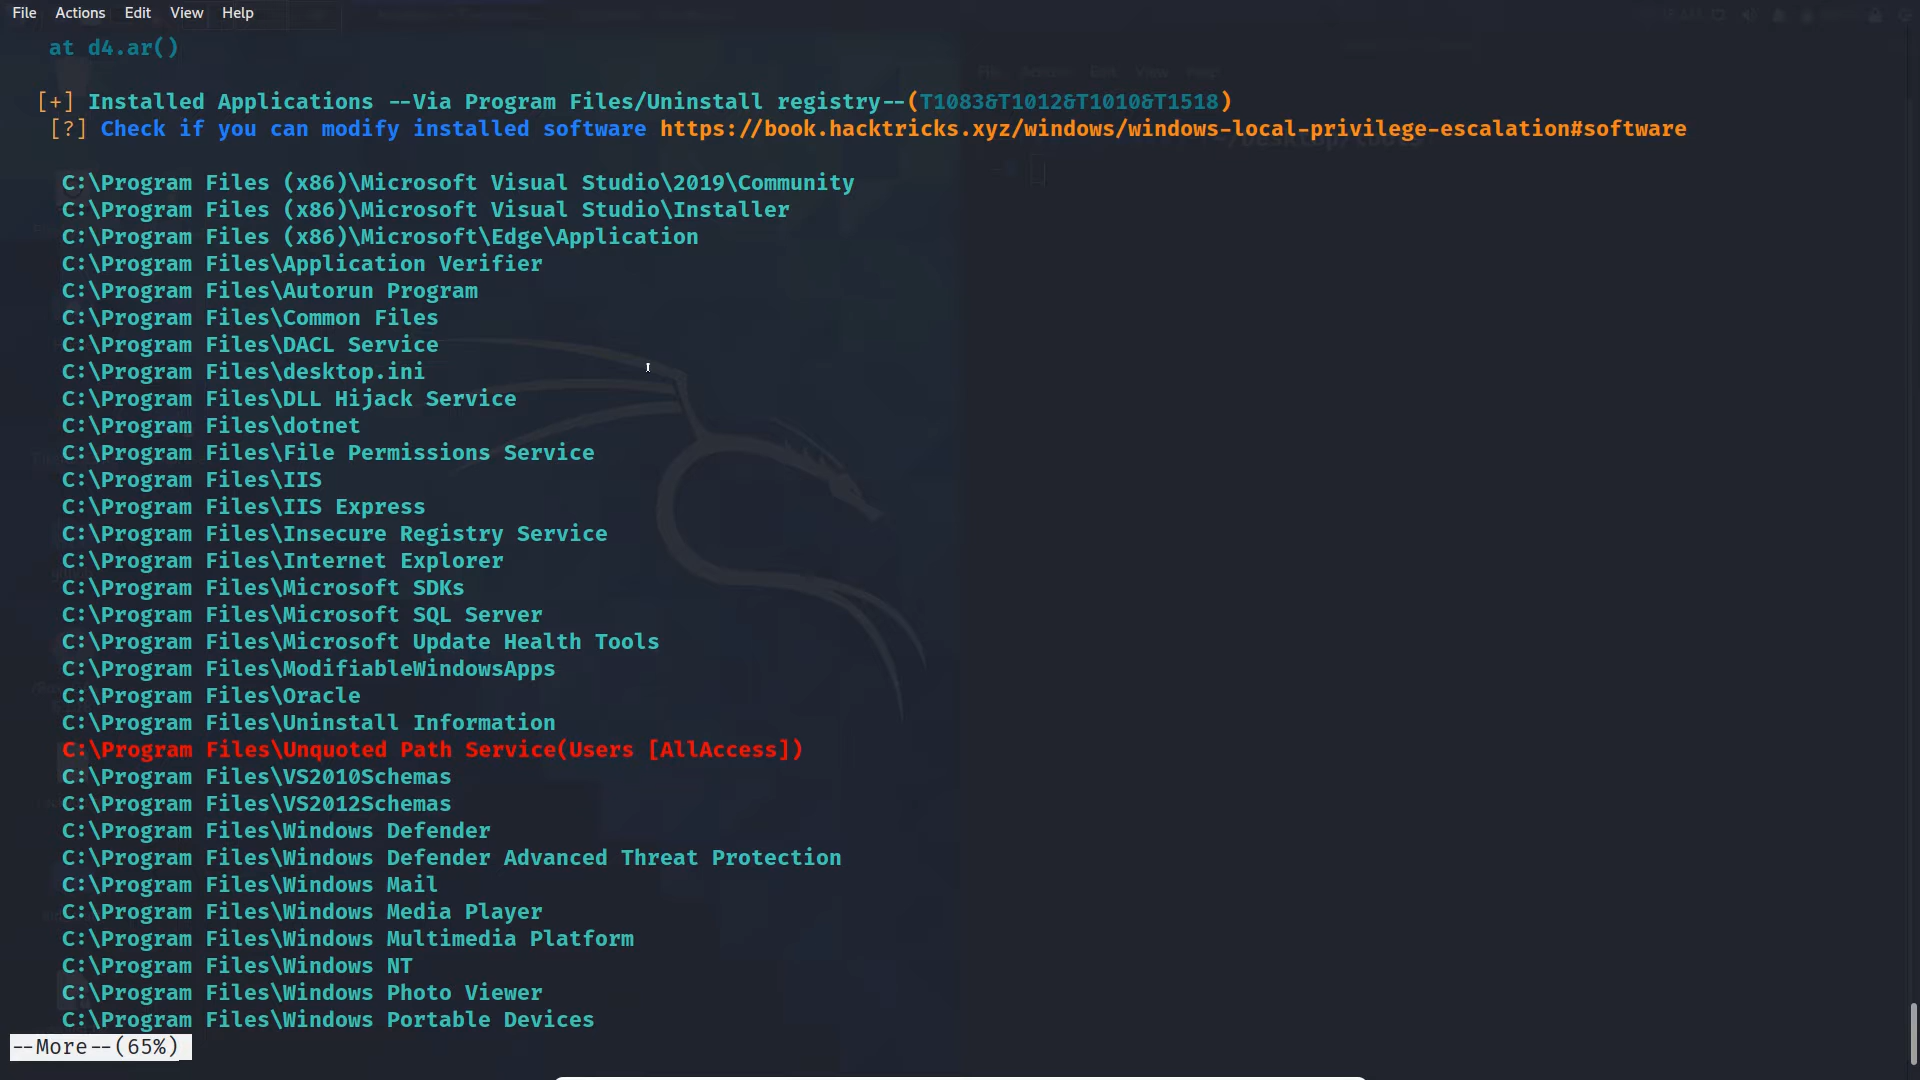 File Actions Edit View Help
at d4.ar()
[+] Installed Applications --Via Program Files/Uninstall registry--(T1083&T1012&T1010&T1518)
[?] Check if you can modify installed software https://book.hacktricks.xyz/windows/windows-local-privilege-escalation#software
C:\Program Files (x86)\Microsoft Visual Studio\2019\Community
C:\Program Files (x86)\Microsoft Visual Studio\Installer
C:\Program Files (x86)\Microsoft\Edge\Application
C:\Program Files\Application Verifier
C:\Program Files\Autorun Program
C:\Program Files\Common Files
C:\Program Files\DACL Service
C:\Program Files\desktop.ini
C:\Program Files\DLL Hijack Service
C:\Program Files\dotnet
C:\Program Files\File Permissions Service
C:\Program Files\IIS
C:\Program Files\IIS Express
C:\Program Files\Insecure Registry Service
C:\Program Files\Internet Explorer
C:\Program Files\Microsoft SDKs
C:\Program Files\Microsoft SQL Server
C:\Program Files\Microsoft Update Health Tools
C:\Program Files\ModifiableWindowsApps
C:\Program Files\Oracle
C:\Program Files\Uninstall Information
C:\Program Files\Unquoted Path Service(Users [AllAccess])
C:\Program Files\VS2010Schemas
C:\Program Files\VS2012Schemas
C:\Program Files\Windows Defender
C:\Program Files\Windows Defender Advanced Threat Protection
C:\Program Files\Windows Mail
C:\Program Files\Windows Media Player
C:\Program Files\Windows Multimedia Platform
C:\Program Files\Windows NT
C:\Program Files\Windows Photo Viewer
C:\Program Files\Windows Portable Devices
--More--(65%)